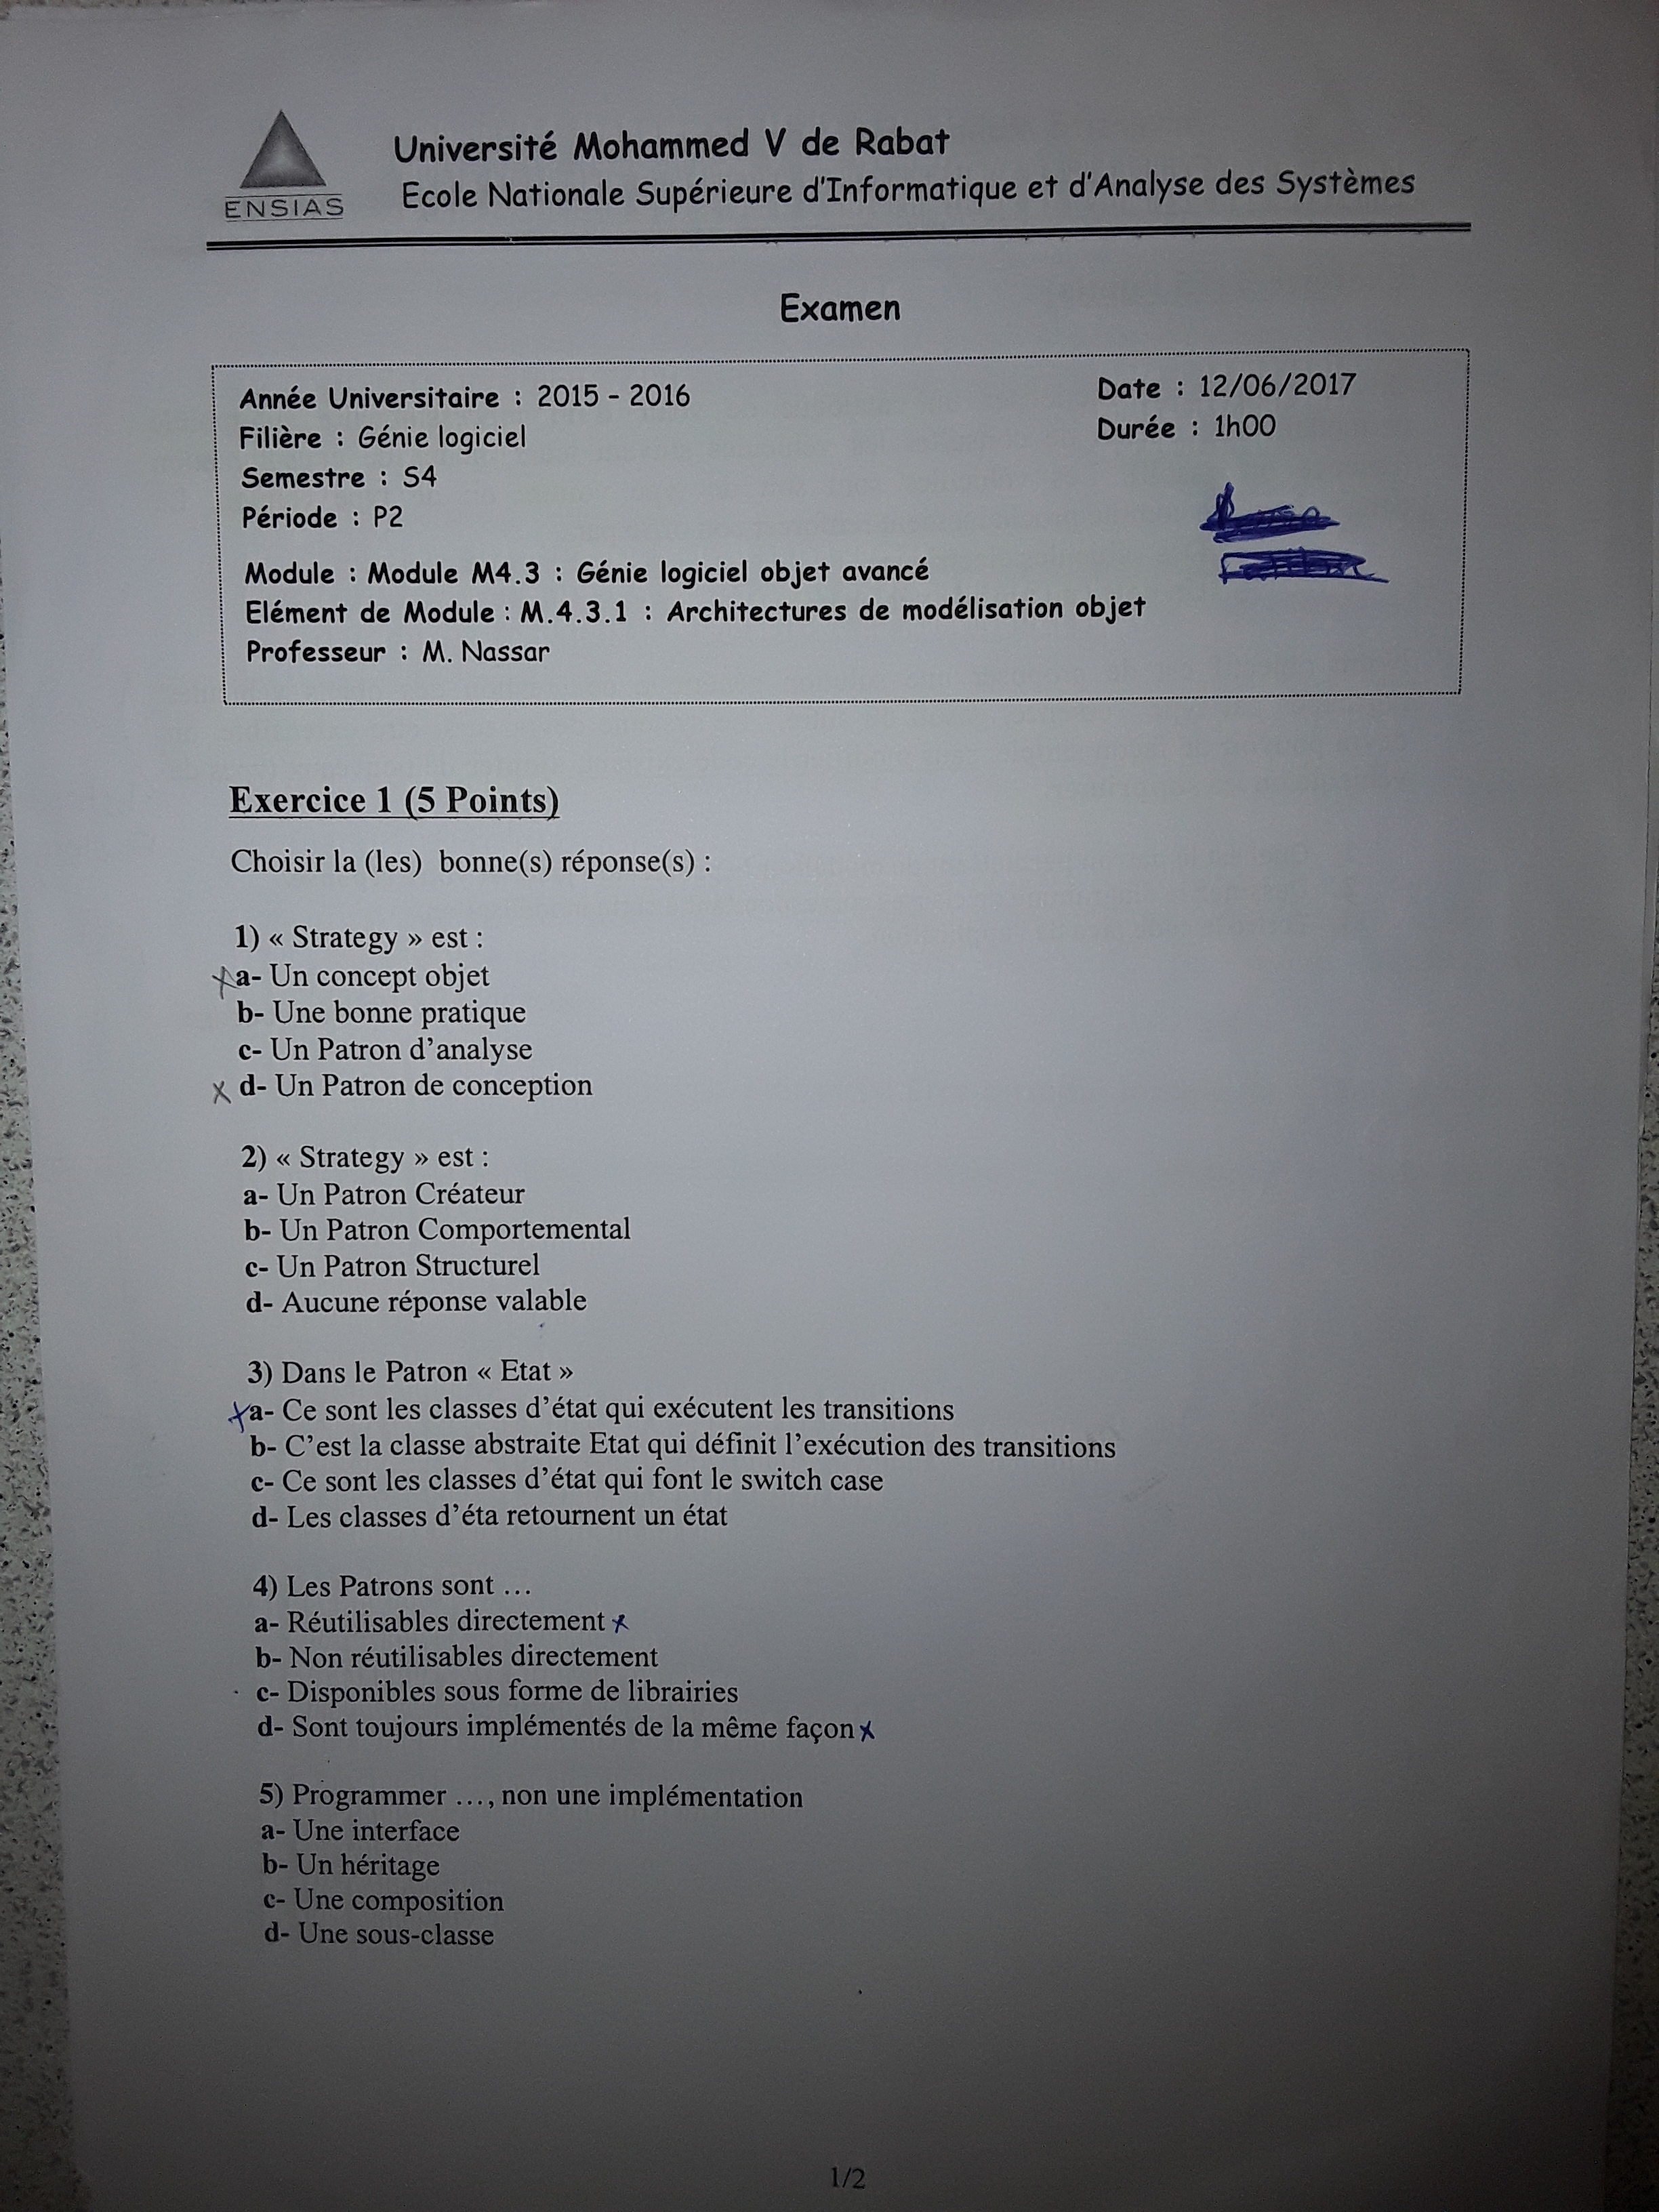 ENSIAS
Université Mohammed V de Rabat
Ecole Nationale Supérieure d'Informatique et d'Analyse des Systèmes
Examen
Année Universitaire : 2015 - 2016
Date : 12/06/2017
Filière : Génie logiciel
Durée : 1h00
Semestre : S4
Période : P2
Module : Module M4.3 : Génie logiciel objet avancé
Elément de Module : M.4.3.1 : Architectures de modélisation objet
Professeur : M. Nassar
Exercice 1 (5 Points)
Choisir la (les) bonne(s) réponse(s) :
1) « Strategy » est :
x a- Un concept objet
b- Une bonne pratique
c- Un Patron d'analyse
x d- Un Patron de conception
2) « Strategy » est :
a- Un Patron Créateur
b- Un Patron Comportemental
c- Un Patron Structurel
d- Aucune réponse valable
3) Dans le Patron « Etat »
x a- Ce sont les classes d'état qui exécutent les transitions
b- C'est la classe abstraite Etat qui définit l'exécution des transitions
c- Ce sont les classes d'état qui font le switch case
d- Les classes d'éta retournent un état
4) Les Patrons sont …
a- Réutilisables directement x
b- Non réutilisables directement
c- Disponibles sous forme de librairies
d- Sont toujours implémentés de la même façon x
5) Programmer …, non une implémentation
a- Une interface
b- Un héritage
c- Une composition
d- Une sous-classe
1/2